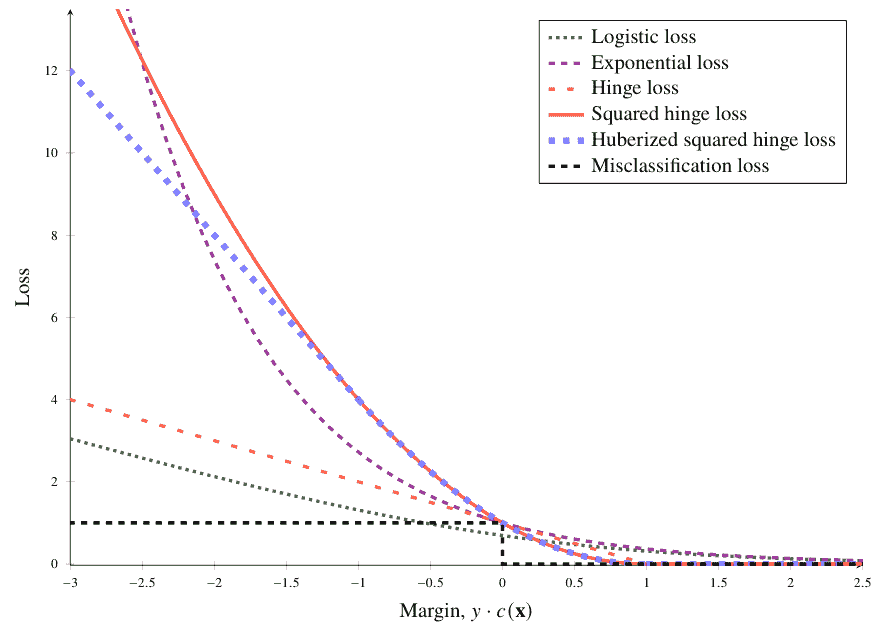 Logistic loss
Exponential loss
Hinge loss
Squared hinge loss
Huberized squared hinge loss
Misclassification loss
12
10
8
6
4
2
0
Loss
−3
−2.5
−2
−1.5
−1
−0.5
0
0.5
1
1.5
2
2.5
Margin, y · c(x)